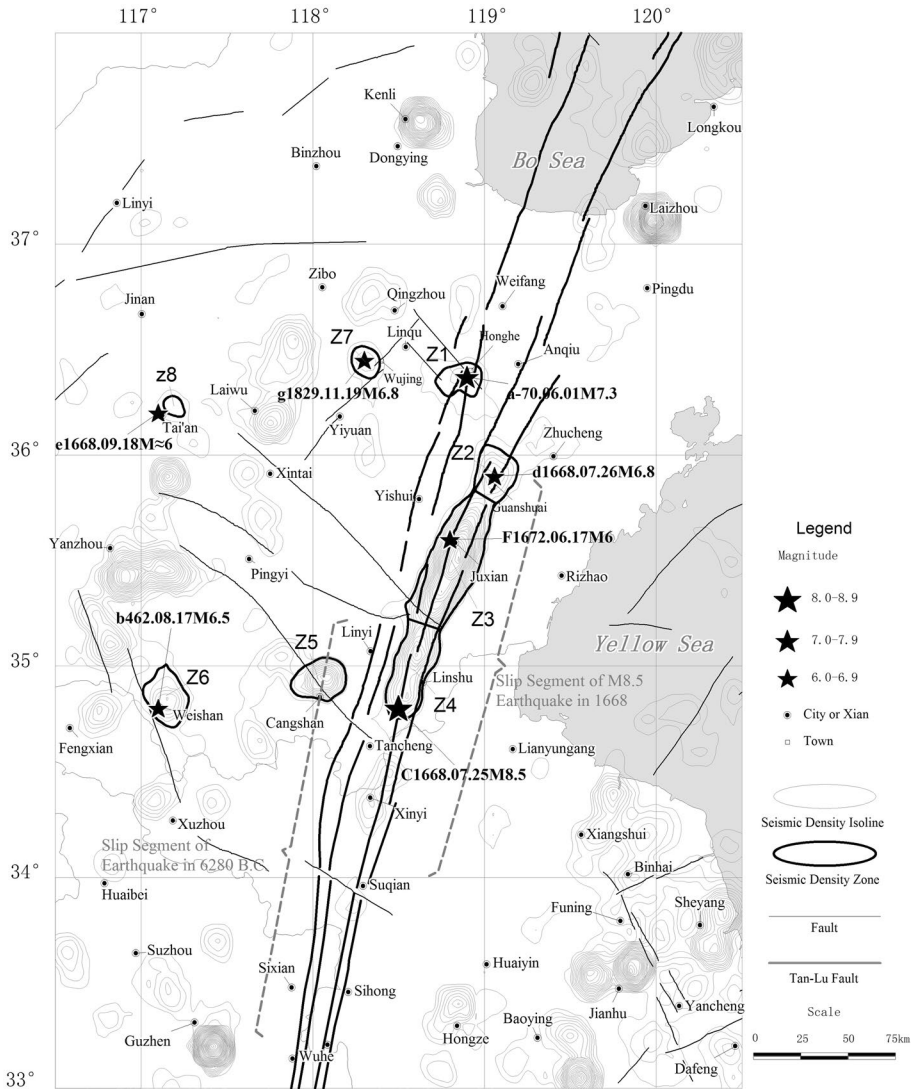 117° 118° 119° 120°
Kenli
Longkou
Binzhou
Dongying
Bo Sea
Linyi
Laizhou
37°
Zibo
Weifang
Pingdu
Jinan
Qingzhou
Z7
Linqu
Z1
Honghe
Anqiu
z8
Wujing
Laiwu
g1829.11.19M6.8
a-70.06.01M7.3
Tai'an
Yiyuan
e1668.09.18M≈6
Zhucheng
36°
Z2
Xintai
d1668.07.26M6.8
Yishui
Guanshuai
Legend
F1672.06.17M6
Magnitude
Yanzhou
Pingyi
Juxian
Rizhao
8.0-8.9
b462.08.17M6.5
Z3
Linyi
Z5
Yellow Sea
7.0-7.9
35°
Z6
Linshu
Slip Segment of M8.5
Earthquake in 1668
6.0-6.9
Weishan
Z4
Cangshan
City or Xian
Fengxian
Tancheng
Lianyungang
Town
C1668.07.25M8.5
Xinyi
Xuzhou
Xiangshui
Seismic Density Isoline
Slip Segment of
Earthquake in 6280 B.C
34°
Binhai
Seismic Density Zone
Huaibei
Suqian
Sheyang
Funing
Fault
Suzhou
Huaiyin
Sixian
Tan-Lu Fault
Sihong
Jianhu
Yancheng
Scale
Guzhen
Hongze
Baoying
0 25 50 75km
Wuhe
Dafeng
33°